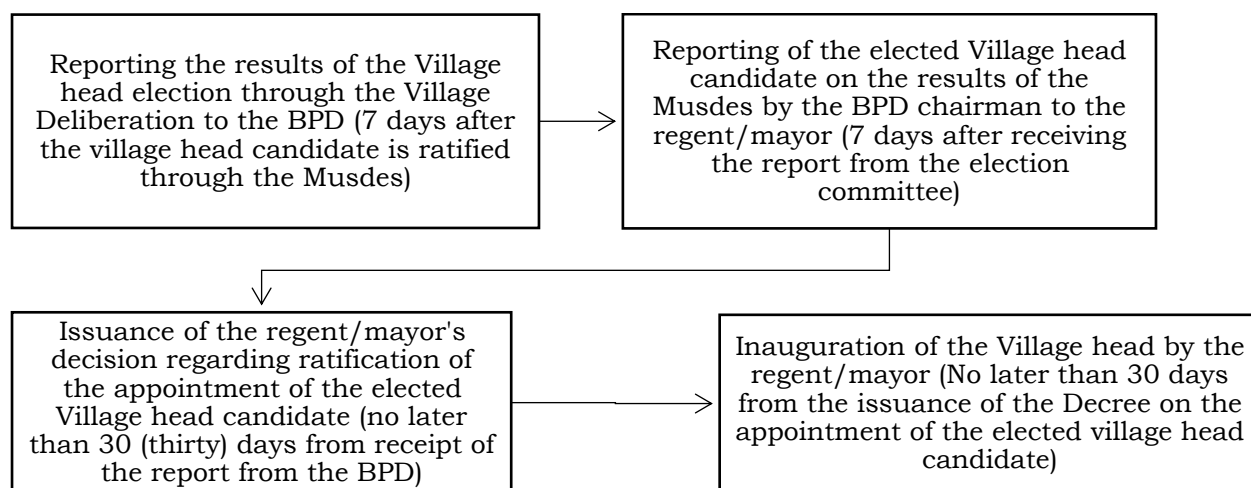 Reporting the results of the Village
head election through the Village
Deliberation to the BPD (7 days after
the village head candidate is ratified
through the Musdes)
Reporting of the elected Village head
candidate on the results of the
Musdes by the BPD chairman to the
regent/mayor (7 days after receiving
the report from the election
committee)
Issuance of the regent/mayor's
decision regarding ratification of
the appointment of the elected
Village head candidate (no later
than 30 (thirty) days from receipt of
the report from the BPD)
Inauguration of the Village head by the
regent/mayor (No later than 30 days
from the issuance of the Decree on the
appointment of the elected village head
candidate)